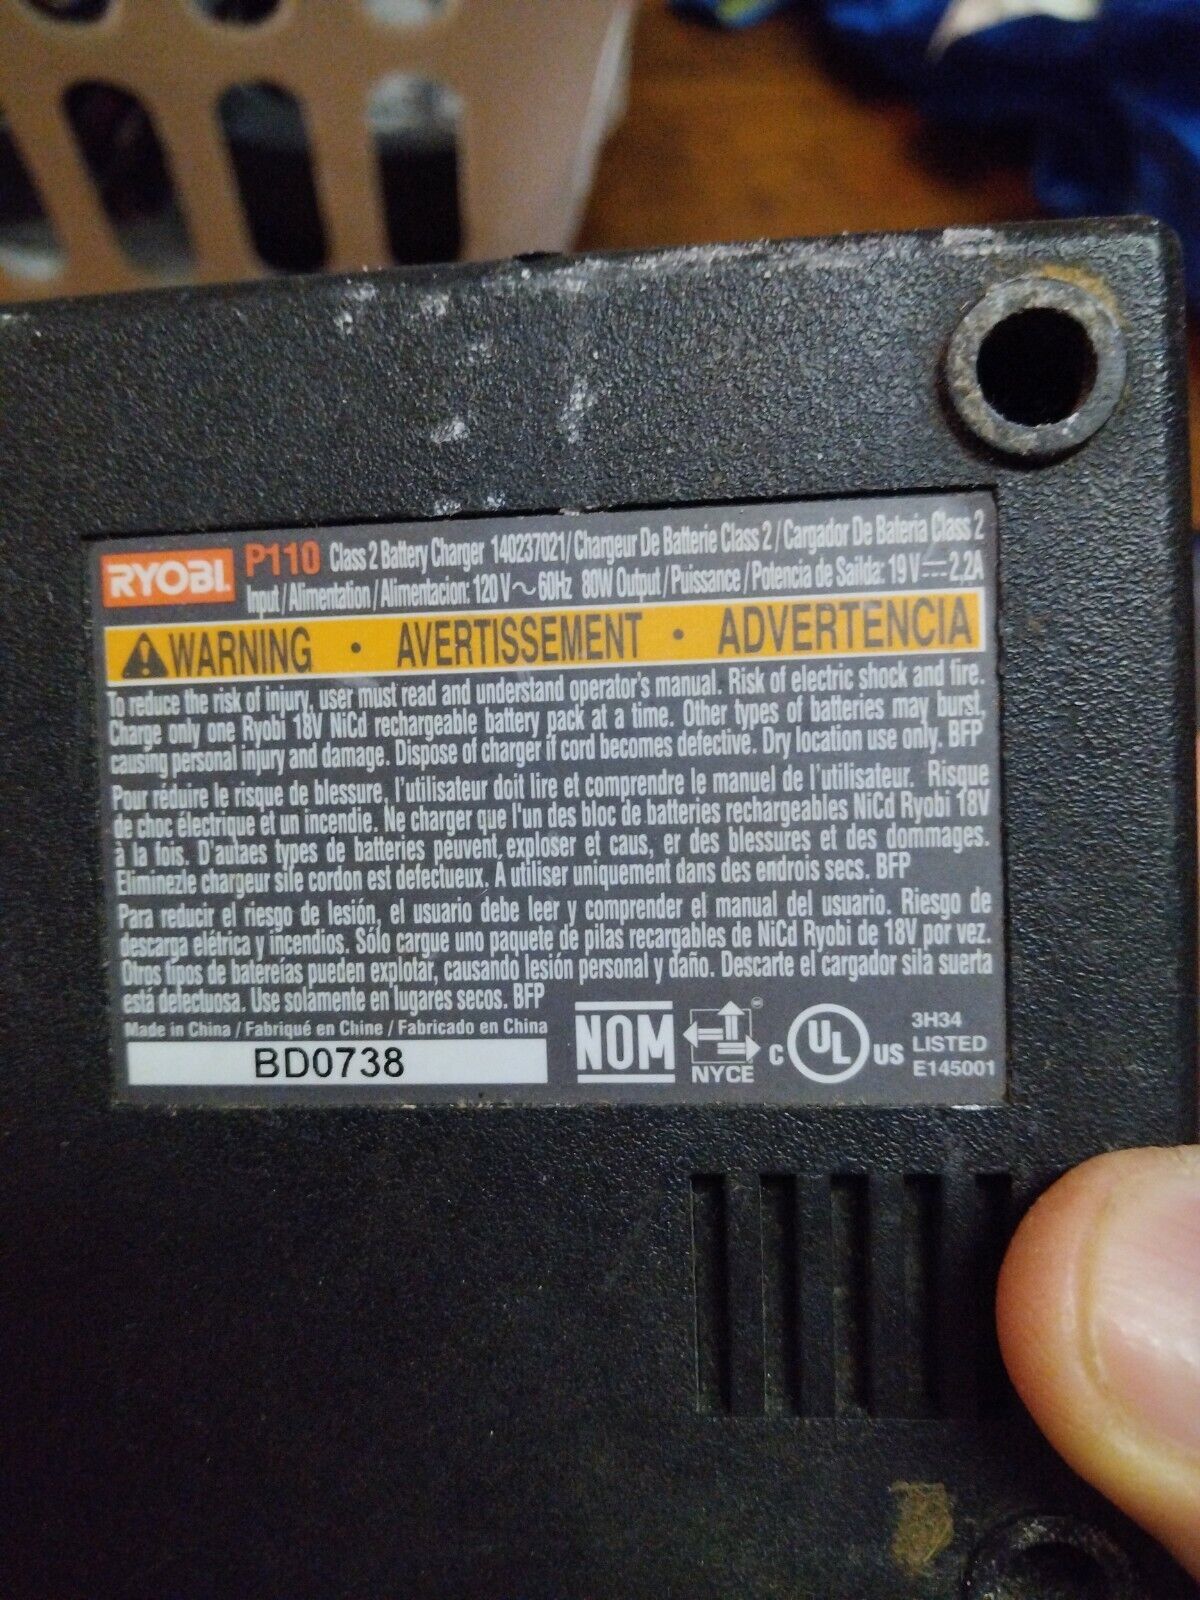 RYOBI P110 Class 2 Battery Charger 140237021/Chargeur De Batterie Class 2 / Cargador De Bateria Class 2
Input / Alimentation / Alimentacion: 120 V ~ 60Hz 80W Output / Puissance / Potencia de Sailda: 19 V ⎓ 2.2A
⚠WARNING • AVERTISSEMENT • ADVERTENCIA
To reduce the risk of injury, user must read and understand operator's manual. Risk of electric shock and fire.
Charge only one Ryobi 18V NiCd rechargeable battery pack at a time. Other types of batteries may burst,
causing personal injury and damage. Dispose of charger if cord becomes defective. Dry location use only. BFP
Pour réduire le risque de blessure, l'utilisateur doit lire et comprendre le manuel de l'utilisateur. Risque
de choc électrique et un incendie. Ne charger que l'un des bloc de batteries rechargeables NiCd Ryobi 18V
à la fois. D'autaes types de batteries peuvent exploser et caus, er des blessures et des dommages.
Eliminezle chargeur sile cordon est defectueux. À utiliser uniquement dans des endrois secs. BFP
Para reducir el riesgo de lesión, el usuario debe leer y comprender el manual del usuario. Riesgo de
descarga elétrica y incendios. Sólo cargue uno paquete de pilas recargables de NiCd Ryobi de 18V por vez.
Otros tipos de batereías pueden explotar, causando lesión personal y daño. Descarte el cargador sila suerta
está defectuosa. Use solamente en lugares secos. BFP
Made in China / Fabriqué en Chine / Fabricado en China
BD0738
NOM
NYCE
C UL US
3H34
LISTED
E145001